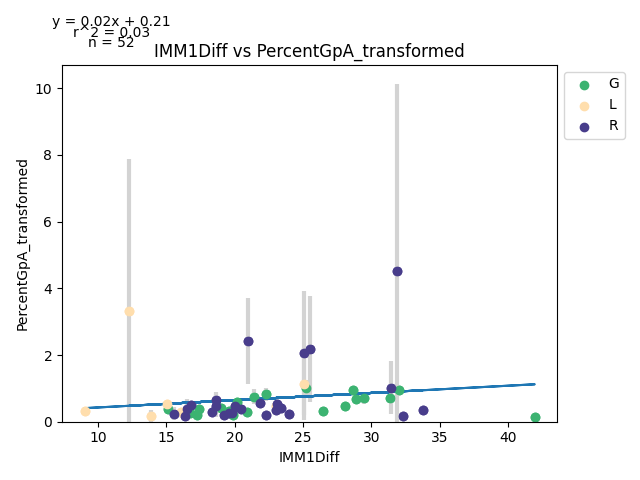 y = 0.02x + 0.21
r^2 = 0.03
n = 52
IMM1Diff vs PercentGpA_transformed
G
L
R
PercentGpA_transformed
10
8
6
4
2
0
10 15 20 25 30 35 40
IMM1Diff